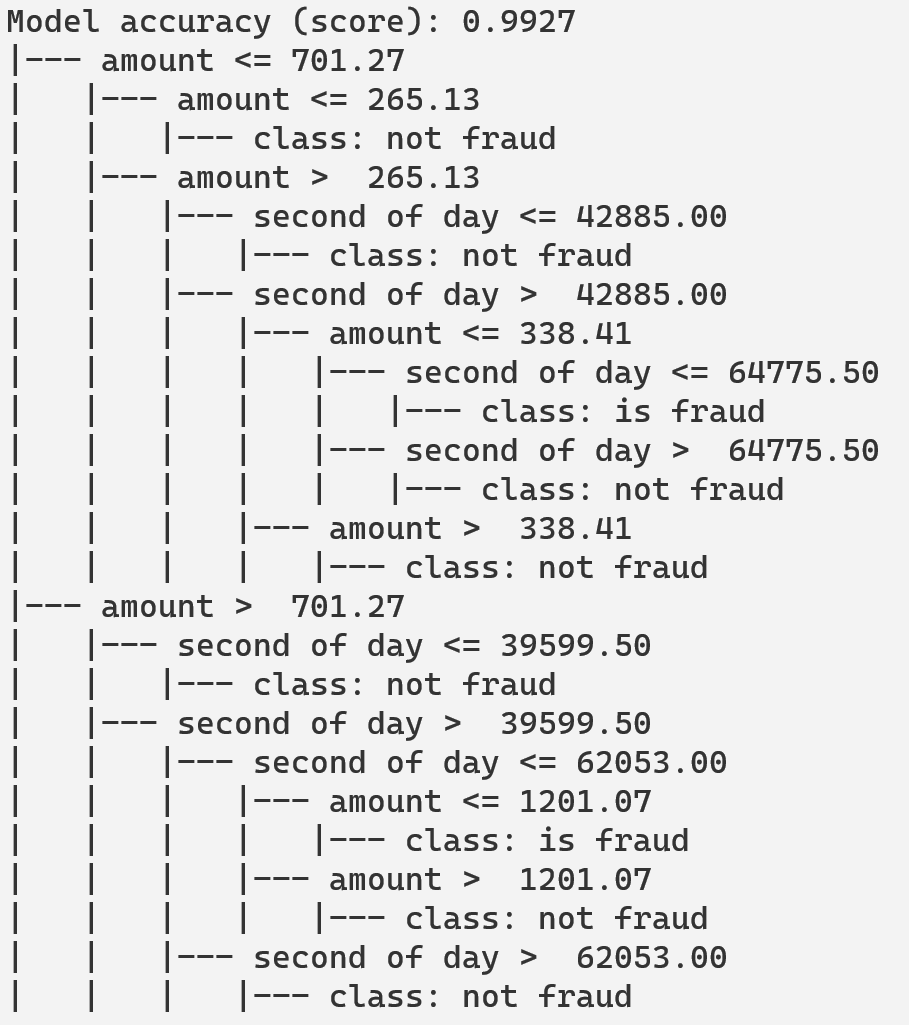 Model accuracy (score): 0.9927
|--- amount <= 701.27
|   |--- amount <= 265.13
|   |   |--- class: not fraud
|   |--- amount >  265.13
|   |   |--- second of day <= 42885.00
|   |   |   |--- class: not fraud
|   |   |--- second of day >  42885.00
|   |   |   |--- amount <= 338.41
|   |   |   |   |--- second of day <= 64775.50
|   |   |   |   |   |--- class: is fraud
|   |   |   |   |--- second of day >  64775.50
|   |   |   |   |   |--- class: not fraud
|   |   |   |--- amount >  338.41
|   |   |   |   |--- class: not fraud
|--- amount >  701.27
|   |--- second of day <= 39599.50
|   |   |--- class: not fraud
|   |--- second of day >  39599.50
|   |   |--- second of day <= 62053.00
|   |   |   |--- amount <= 1201.07
|   |   |   |   |--- class: is fraud
|   |   |   |--- amount >  1201.07
|   |   |   |   |--- class: not fraud
|   |   |--- second of day >  62053.00
|   |   |   |--- class: not fraud